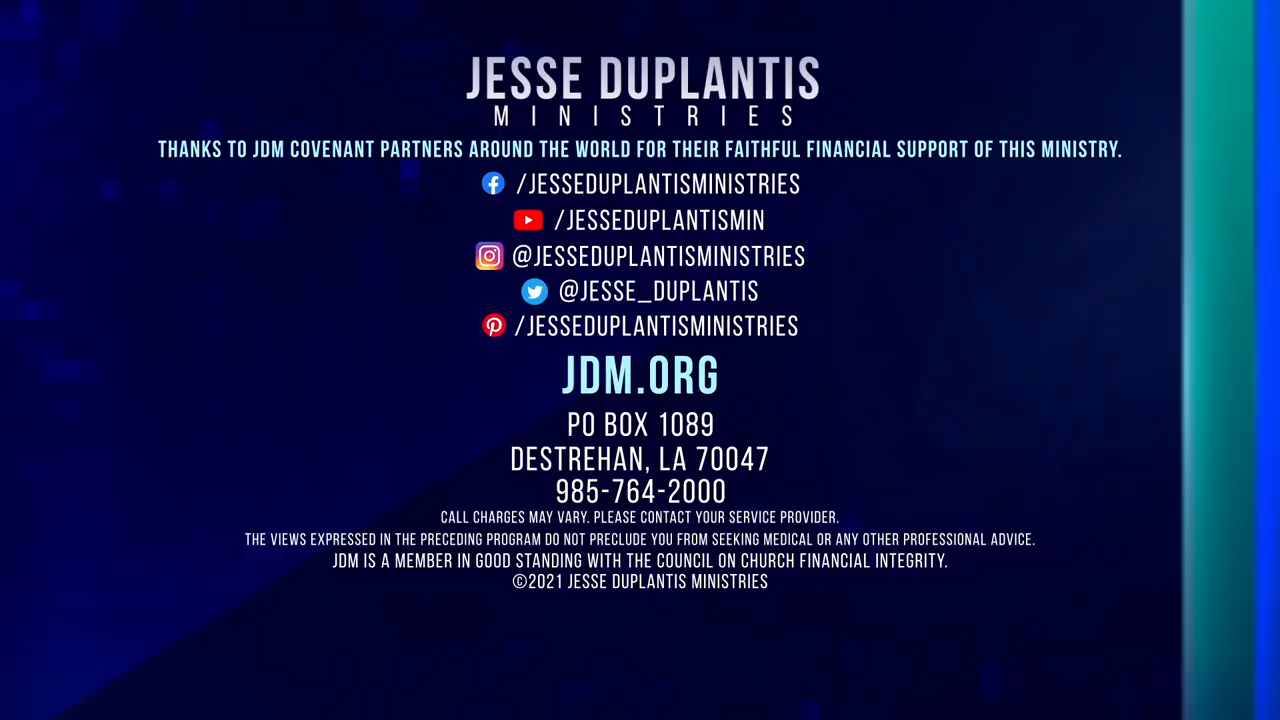 JESSE DUPLANTIS
MINISTRIES
THANKS TO JDM COVENANT PARTNERS AROUND THE WORLD FOR THEIR FAITHFUL FINANCIAL SUPPORT OF THIS MINISTRY.
/JESSEDUPLANTISMINISTRIES
/JESSEDUPLANTISMIN
@JESSEDUPLANTISMINISTRIES
@JESSE_DUPLANTIS
/JESSEDUPLANTISMINISTRIES
JDM.ORG
PO BOX 1089
DESTREHAN, LA 70047
985-764-2000
CALL CHARGES MAY VARY. PLEASE CONTACT YOUR SERVICE PROVIDER.
THE VIEWS EXPRESSED IN THE PRECEDING PROGRAM DO NOT PRECLUDE YOU FROM SEEKING MEDICAL OR ANY OTHER PROFESSIONAL ADVICE.
JDM IS A MEMBER IN GOOD STANDING WITH THE COUNCIL ON CHURCH FINANCIAL INTEGRITY.
©2021 JESSE DUPLANTIS MINISTRIES